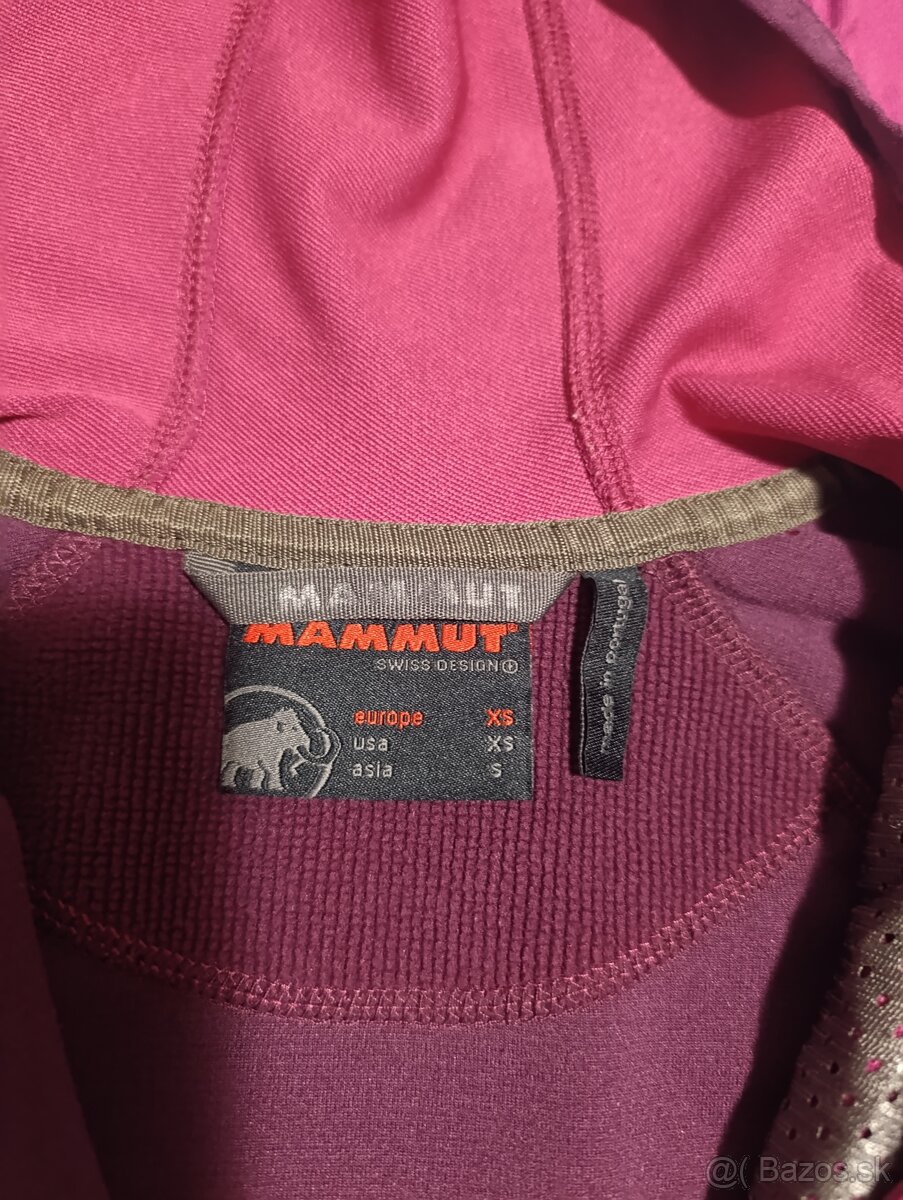 MAMMUT
MAMMUT
SWISS DESIGN
europe XS
usa XS
asia S
made in portugal
@( Bazos.sk